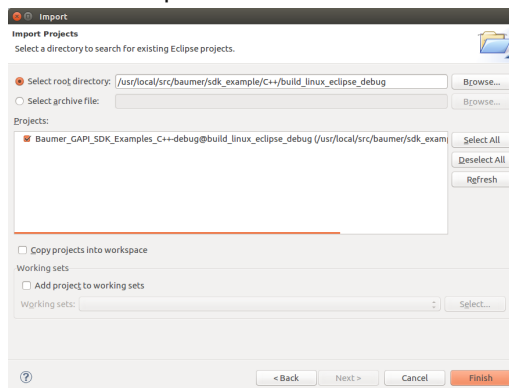 Import
Import Projects
Select a directory to search for existing Eclipse projects.
Select root directory: /usr/local/src/baumer/sdk_example/C++/build_linux_eclipse_debug Browse...
Select archive file: Browse...
Projects:
Baumer_GAPI_SDK_Examples_C++-debug@build_linux_eclipse_debug (/usr/local/src/baumer/sdk_examp
Select All
Deselect All
Refresh
Copy projects into workspace
Working sets
Add project to working sets
Working sets: Select...
? < Back Next > Cancel Finish